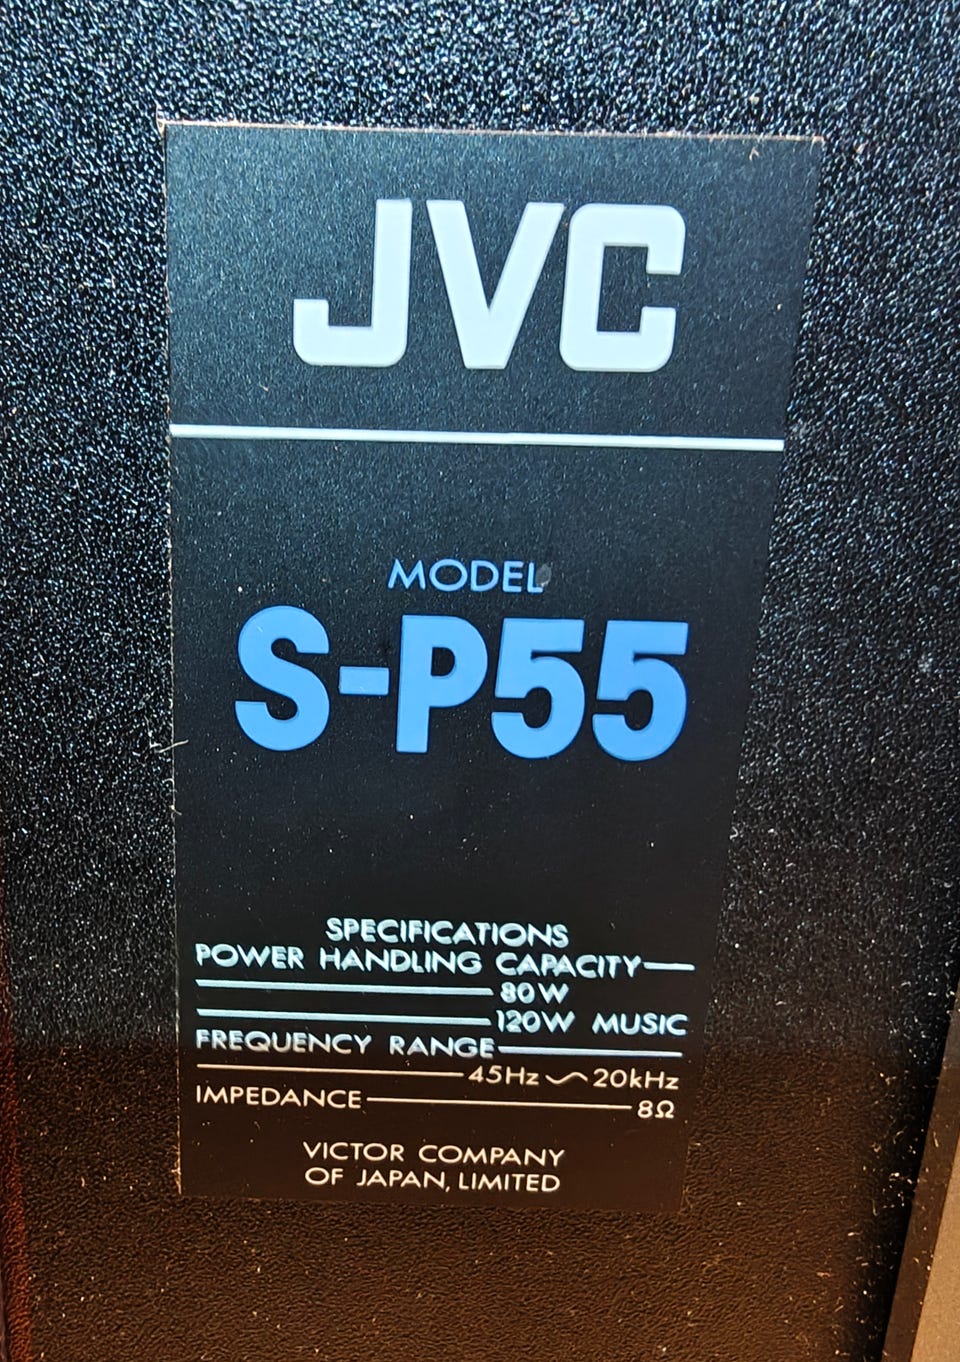 JVC
MODEL
S-P55
SPECIFICATIONS
POWER HANDLING CAPACITY
80W
120W MUSIC
FREQUENCY RANGE
45Hz～20kHz
IMPEDANCE 8Ω
VICTOR COMPANY
OF JAPAN, LIMITED